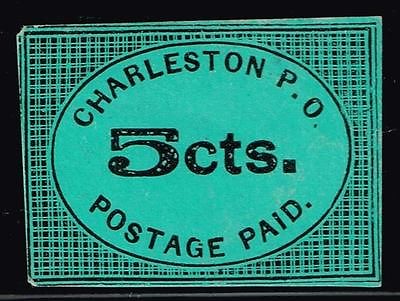 CHARLESTON P.O.
5cts.
POSTAGE PAID.